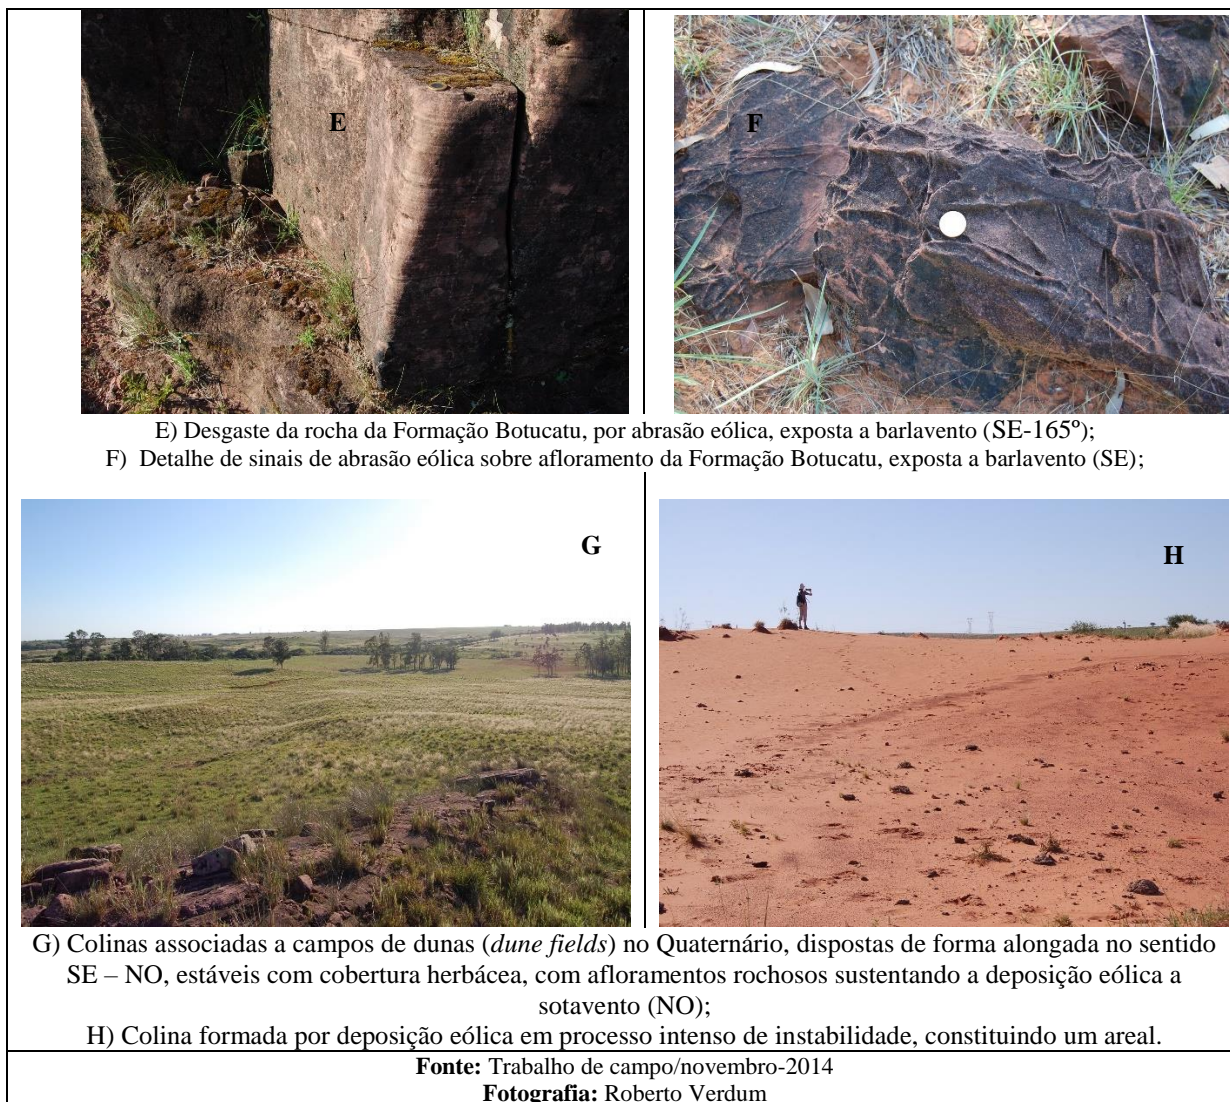 E
F
E) Desgaste da rocha da Formação Botucatu, por abrasão eólica, exposta a barlavento (SE-165º);
F) Detalhe de sinais de abrasão eólica sobre afloramento da Formação Botucatu, exposta a barlavento (SE);
G
H
G) Colinas associadas a campos de dunas (dune fields) no Quaternário, dispostas de forma alongada no sentido
SE – NO, estáveis com cobertura herbácea, com afloramentos rochosos sustentando a deposição eólica a
sotavento (NO);
H) Colina formada por deposição eólica em processo intenso de instabilidade, constituindo um areal.
Fonte: Trabalho de campo/novembro-2014
Fotografia: Roberto Verdum